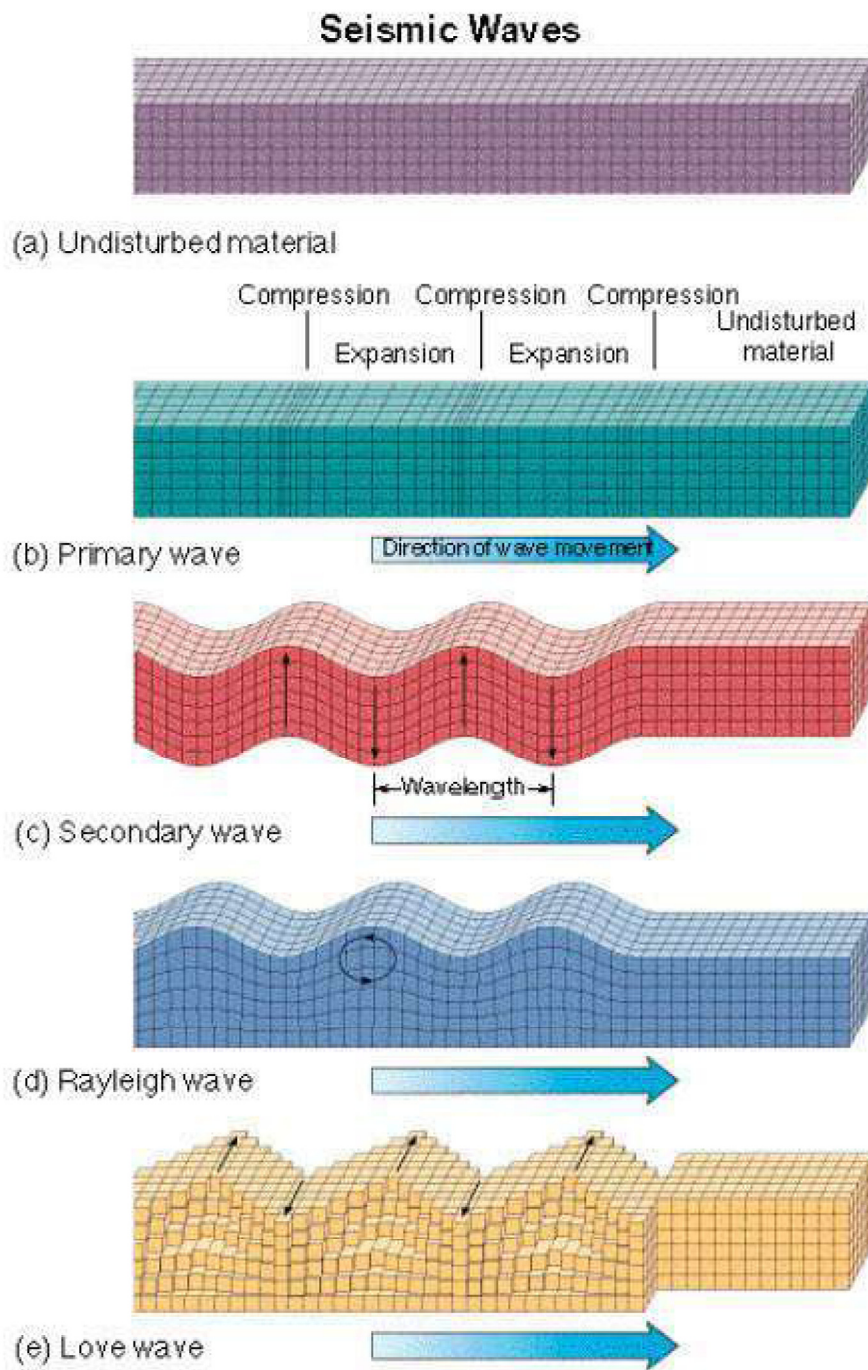 Seismic Waves
(a) Undisturbed material
Compression Compression Compression
Undisturbed
material
Expansion Expansion
(b) Primary wave
Direction of wave movement
Wavelength
(c) Secondary wave
(d) Rayleigh wave
(e) Love wave